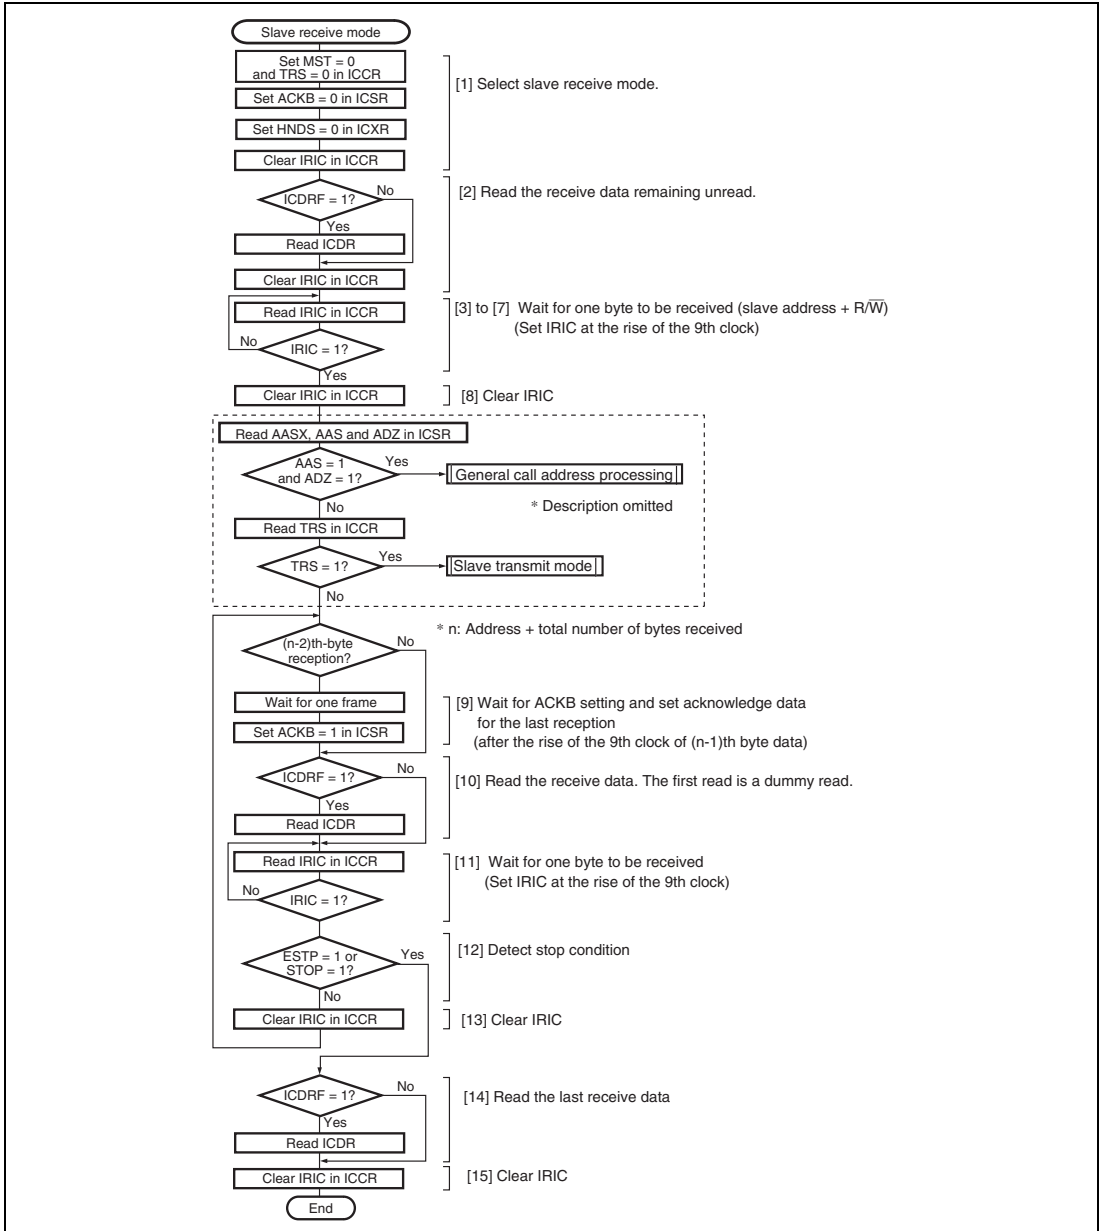 Slave receive mode
Set MST = 0
and TRS = 0 in ICCR
[1] Select slave receive mode.
Set ACKB = 0 in ICSR
Set HNDS = 0 in ICXR
Clear IRIC in ICCR
ICDRF = 1?
No
[2] Read the receive data remaining unread.
Yes
Read ICDR
Clear IRIC in ICCR
Read IRIC in ICCR
[3] to [7] Wait for one byte to be received (slave address + R/W̅)
(Set IRIC at the rise of the 9th clock)
No
IRIC = 1?
Yes
Clear IRIC in ICCR
[8] Clear IRIC
Read AASX, AAS and ADZ in ICSR
AAS = 1
and ADZ = 1?
Yes
General call address processing
No
* Description omitted
Read TRS in ICCR
TRS = 1?
Yes
Slave transmit mode
No
* n: Address + total number of bytes received
(n-2)th-byte
reception?
No
Wait for one frame
[9] Wait for ACKB setting and set acknowledge data
for the last reception
(after the rise of the 9th clock of (n-1)th byte data)
Set ACKB = 1 in ICSR
ICDRF = 1?
No
[10] Read the receive data. The first read is a dummy read.
Yes
Read ICDR
Read IRIC in ICCR
[11] Wait for one byte to be received
(Set IRIC at the rise of the 9th clock)
No
IRIC = 1?
ESTP = 1 or
STOP = 1?
Yes
[12] Detect stop condition
No
Clear IRIC in ICCR
[13] Clear IRIC
ICDRF = 1?
No
[14] Read the last receive data
Yes
Read ICDR
Clear IRIC in ICCR
[15] Clear IRIC
End